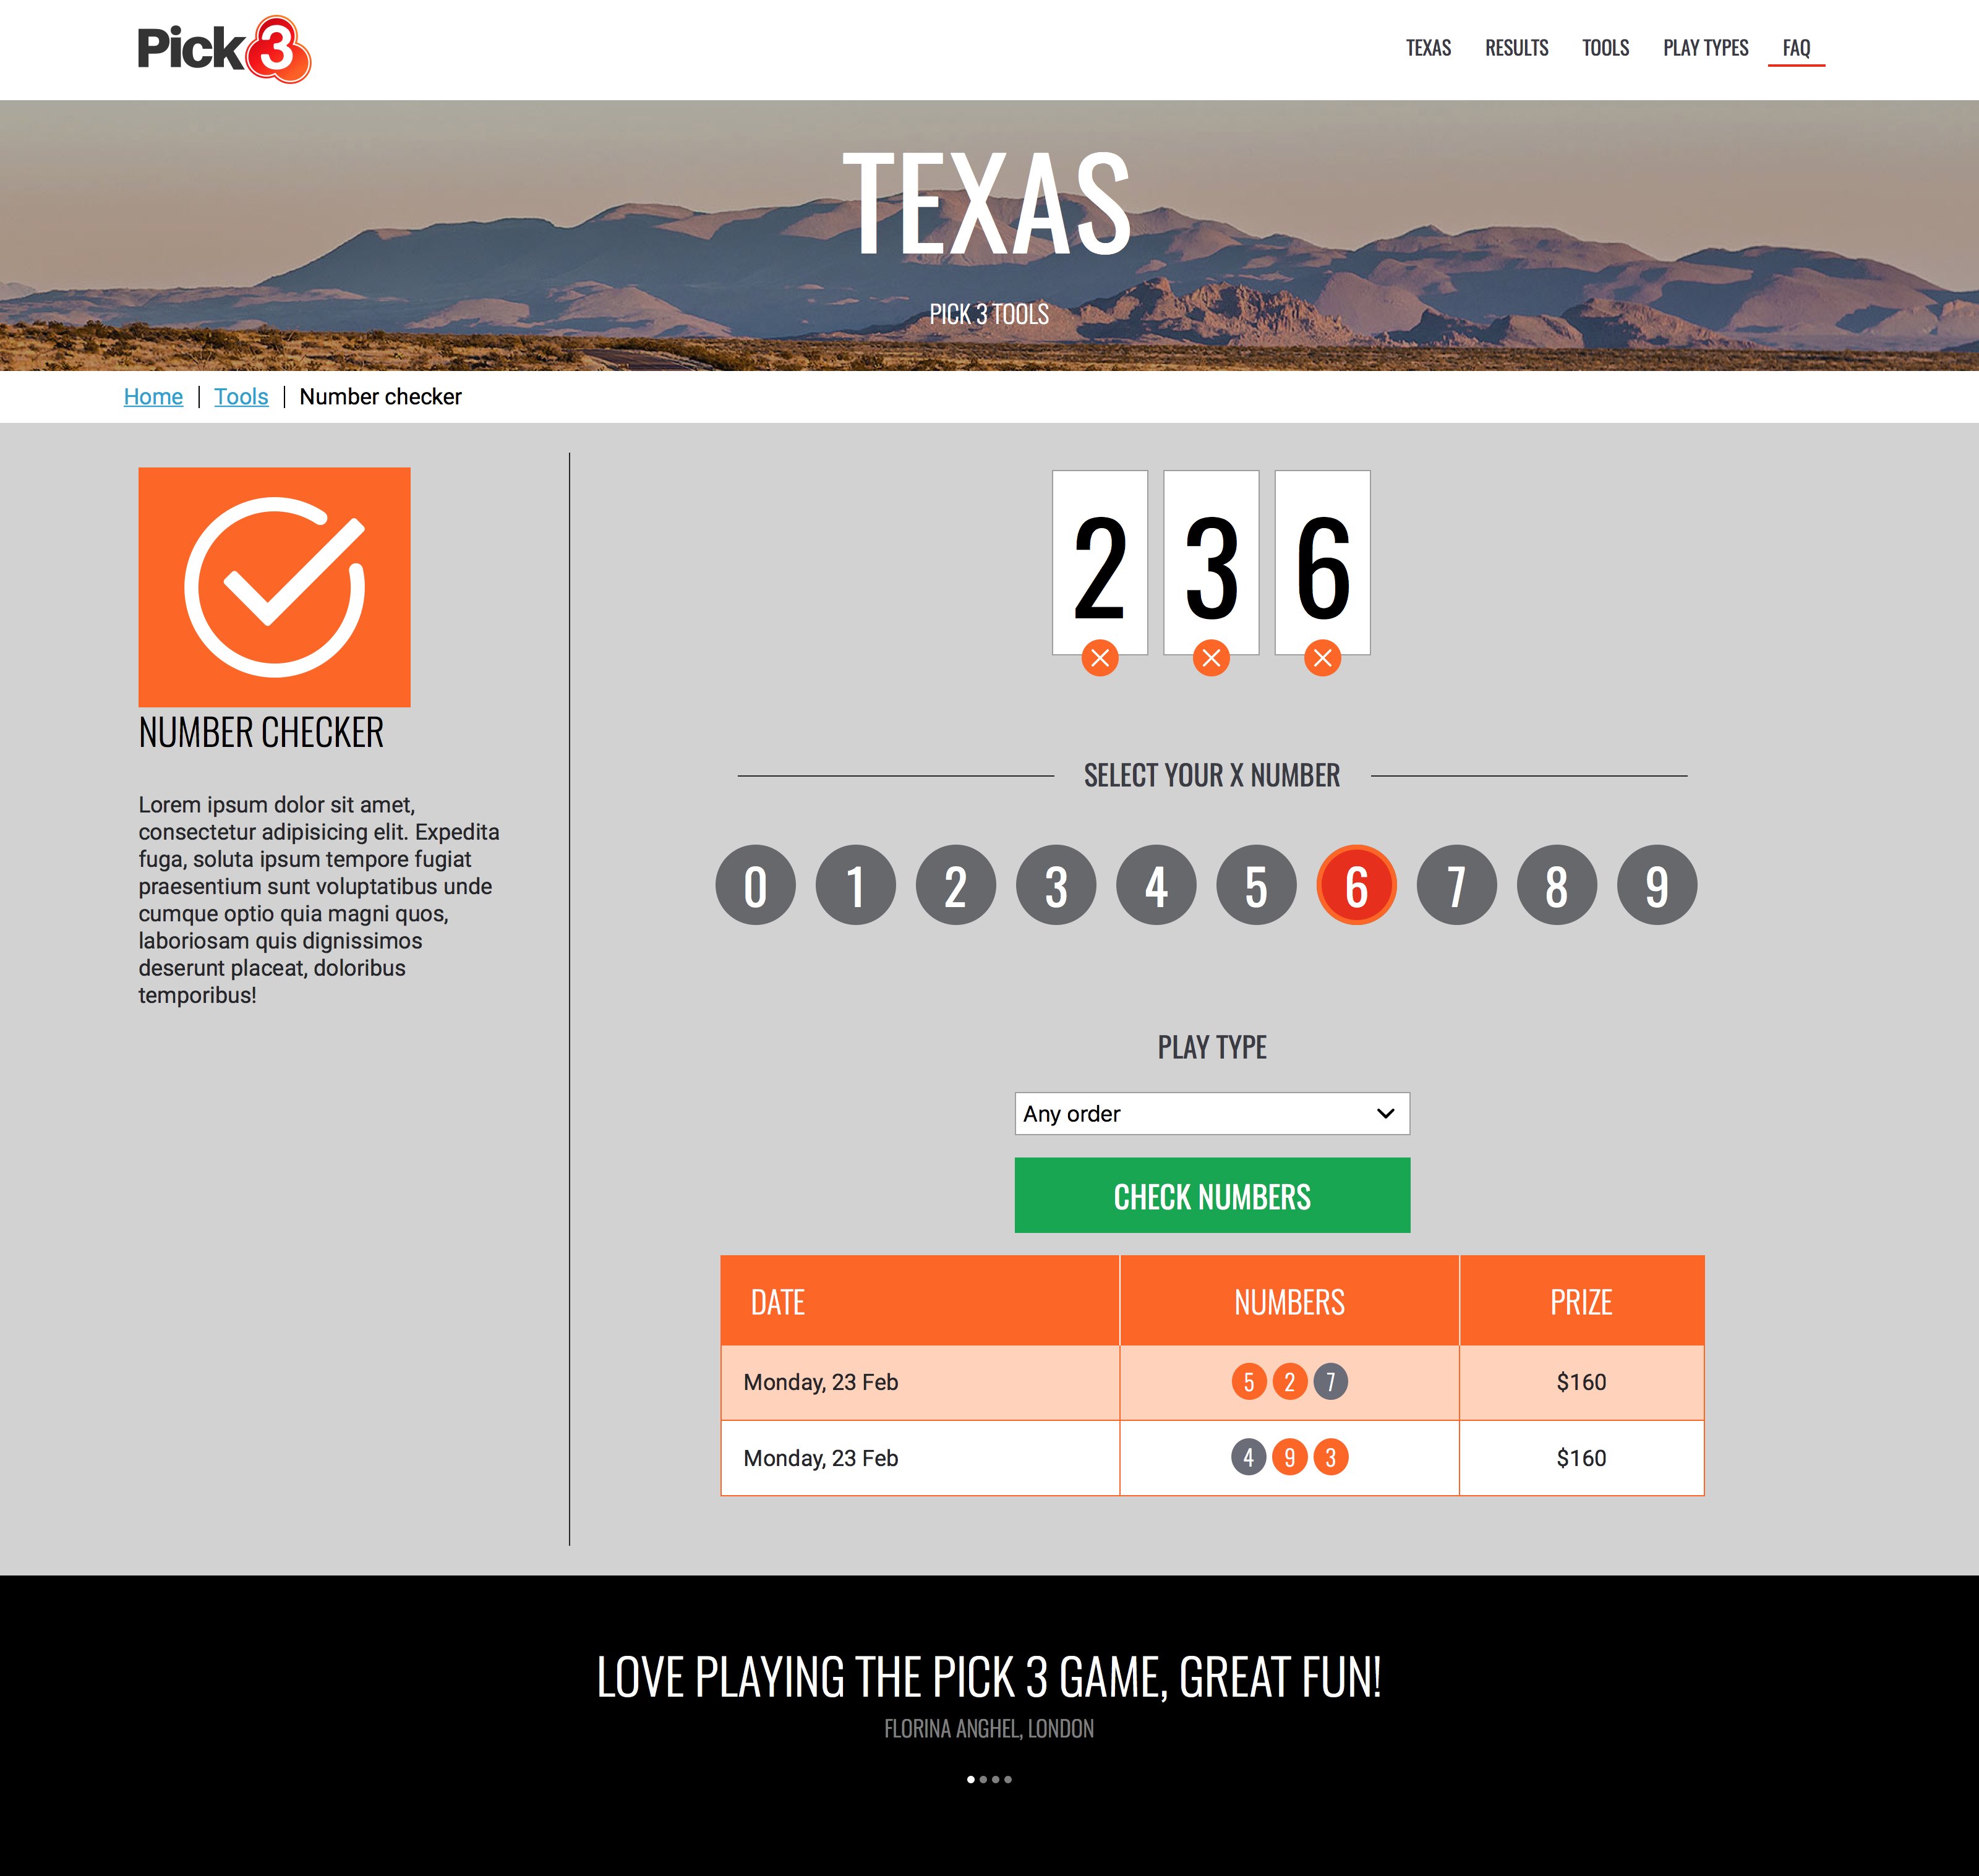 Pick3
TEXAS RESULTS TOOLS PLAY TYPES FAQ
TEXAS
PICK 3 TOOLS
Home | Tools | Number checker
2 3 6
NUMBER CHECKER
Lorem ipsum dolor sit amet,
consectetur adipisicing elit. Expedita
fuga, soluta ipsum tempore fugiat
praesentium sunt voluptatibus unde
cumque optio quia magni quos,
laboriosam quis dignissimos
deserunt placeat, doloribus
temporibus!
SELECT YOUR X NUMBER
0 1 2 3 4 5 6 7 8 9
PLAY TYPE
Any order
CHECK NUMBERS
DATE NUMBERS PRIZE
Monday, 23 Feb 5 2 7 $160
Monday, 23 Feb 4 9 3 $160
LOVE PLAYING THE PICK 3 GAME, GREAT FUN!
FLORINA ANGHEL, LONDON